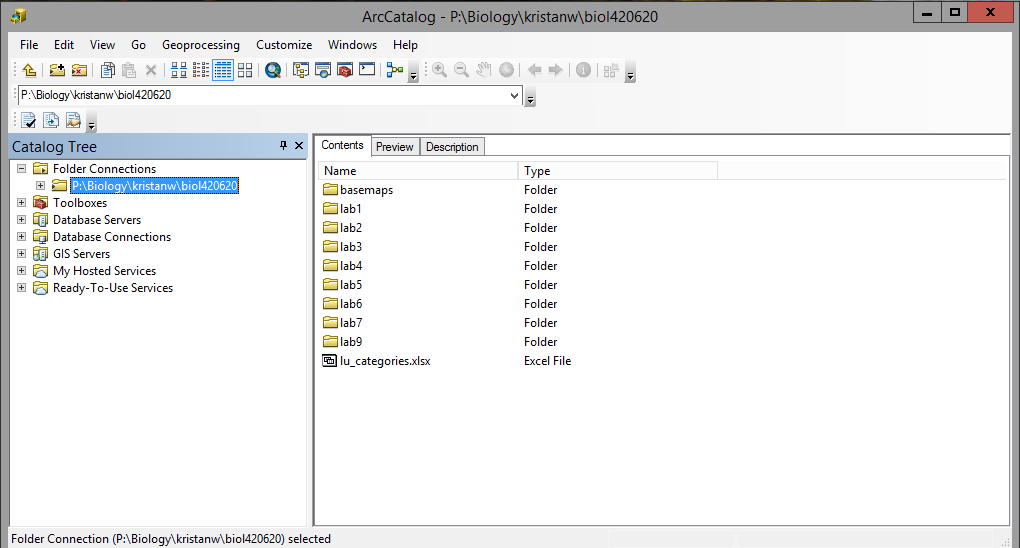 ArcCatalog - P:\Biology\kristanw\biol420620
File Edit View Go Geoprocessing Customize Windows Help
P:\Biology\kristanw\biol420620
Catalog Tree
Folder Connections
P:\Biology\kristanw\biol420620
Toolboxes
Database Servers
Database Connections
GIS Servers
My Hosted Services
Ready-To-Use Services
Contents Preview Description
Name Type
basemaps Folder
lab1 Folder
lab2 Folder
lab3 Folder
lab4 Folder
lab5 Folder
lab6 Folder
lab7 Folder
lab9 Folder
lu_categories.xlsx Excel File
Folder Connection (P:\Biology\kristanw\biol420620) selected